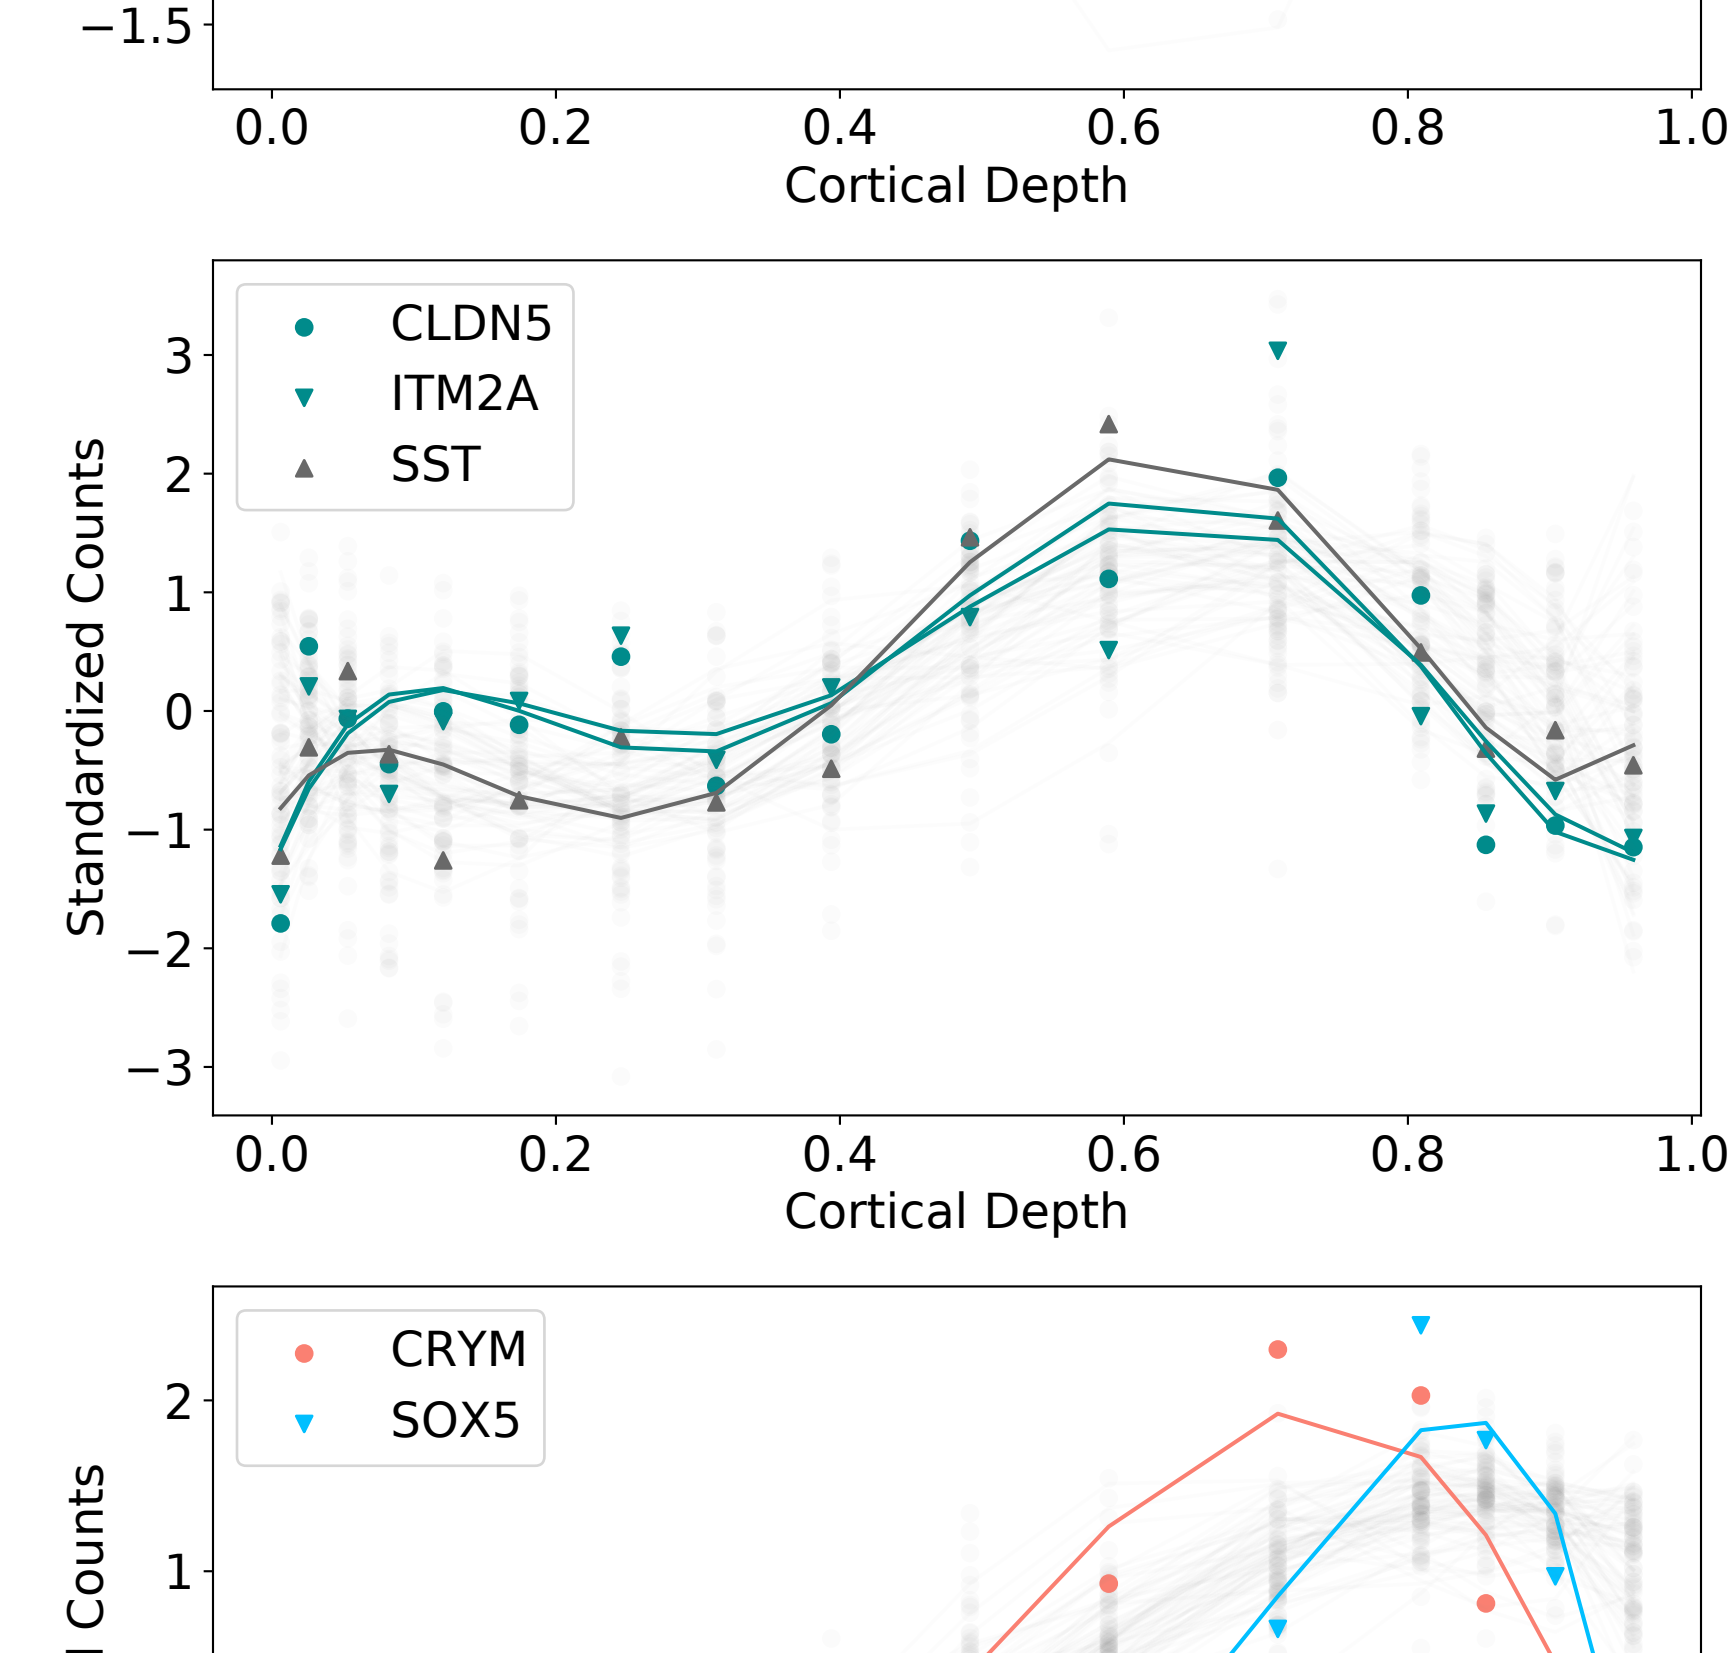 −1.5
0.0 0.2 0.4 0.6 0.8 1.0
Cortical Depth
CLDN5
ITM2A
SST
3
2
1
0
−1
−2
−3
Standardized Counts
0.0 0.2 0.4 0.6 0.8 1.0
Cortical Depth
CRYM
SOX5
2
1
Counts